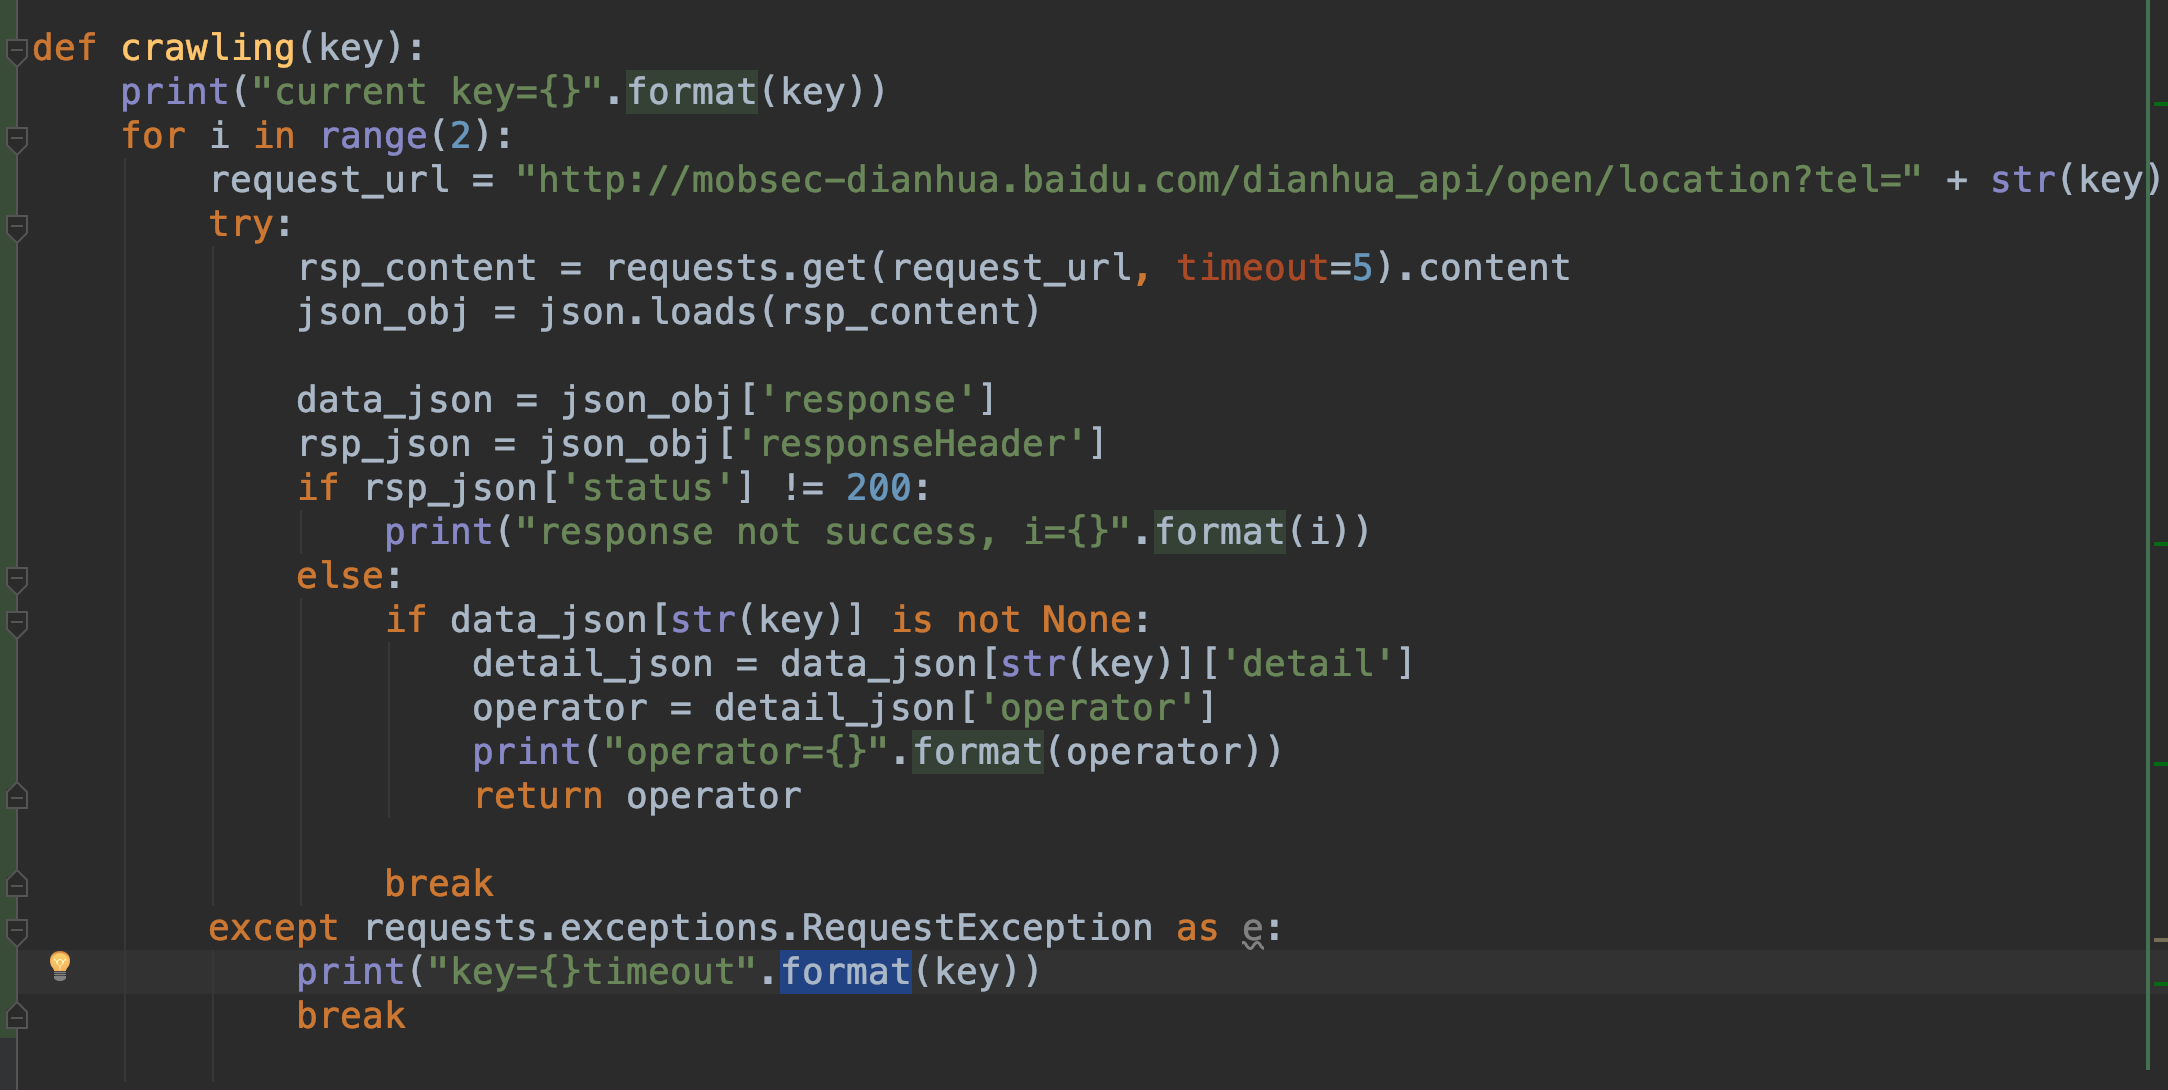 def crawling(key):
    print("current key={}".format(key))
    for i in range(2):
        request_url = "http://mobsec-dianhua.baidu.com/dianhua_api/open/location?tel=" + str(key)
        try:
            rsp_content = requests.get(request_url, timeout=5).content
            json_obj = json.loads(rsp_content)

            data_json = json_obj['response']
            rsp_json = json_obj['responseHeader']
            if rsp_json['status'] != 200:
                print("response not success, i={}".format(i))
            else:
                if data_json[str(key)] is not None:
                    detail_json = data_json[str(key)]['detail']
                    operator = detail_json['operator']
                    print("operator={}".format(operator))
                    return operator

                break
        except requests.exceptions.RequestException as e:
            print("key={}timeout".format(key))
            break